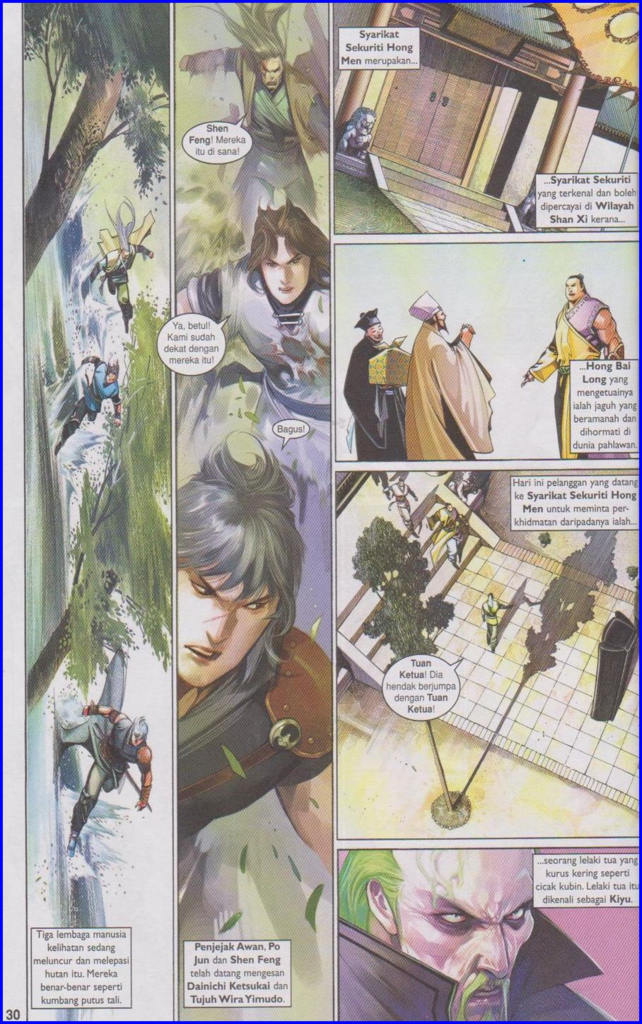 Tiga lembaga manusia
kelihatan sedang
meluncur dan melepasi
hutan itu. Mereka
benar-benar seperti
kumbang putus tali.
30
Shen
Feng! Mereka
itu di sana!
Ya, betul!
Kami sudah
dekat dengan
mereka itu!
Bagus!
Penjejak Awan, Po
Jun dan Shen Feng
telah datang mengesan
Dainichi Ketsukai dan
Tujuh Wira Yimudo.
Syarikat
Sekuriti Hong
Men merupakan...
...Syarikat Sekuriti
yang terkenal dan boleh
dipercayai di Wilayah
Shan Xi kerana...
...Hong Bai
Long yang
mengetuainya
ialah jaguh yang
beramanah dan
dihormati di
dunia pahlawan.
Hari ini pelanggan yang datang
ke Syarikat Sekuriti Hong
Men untuk meminta per-
khidmatan daripadanya ialah...
Tuan
Ketua! Dia
hendak berjumpa
dengan Tuan
Ketua!
...seorang lelaki tua yang
kurus kering seperti
cicak kubin. Lelaki tua itu
dikenali sebagai Kiyu.